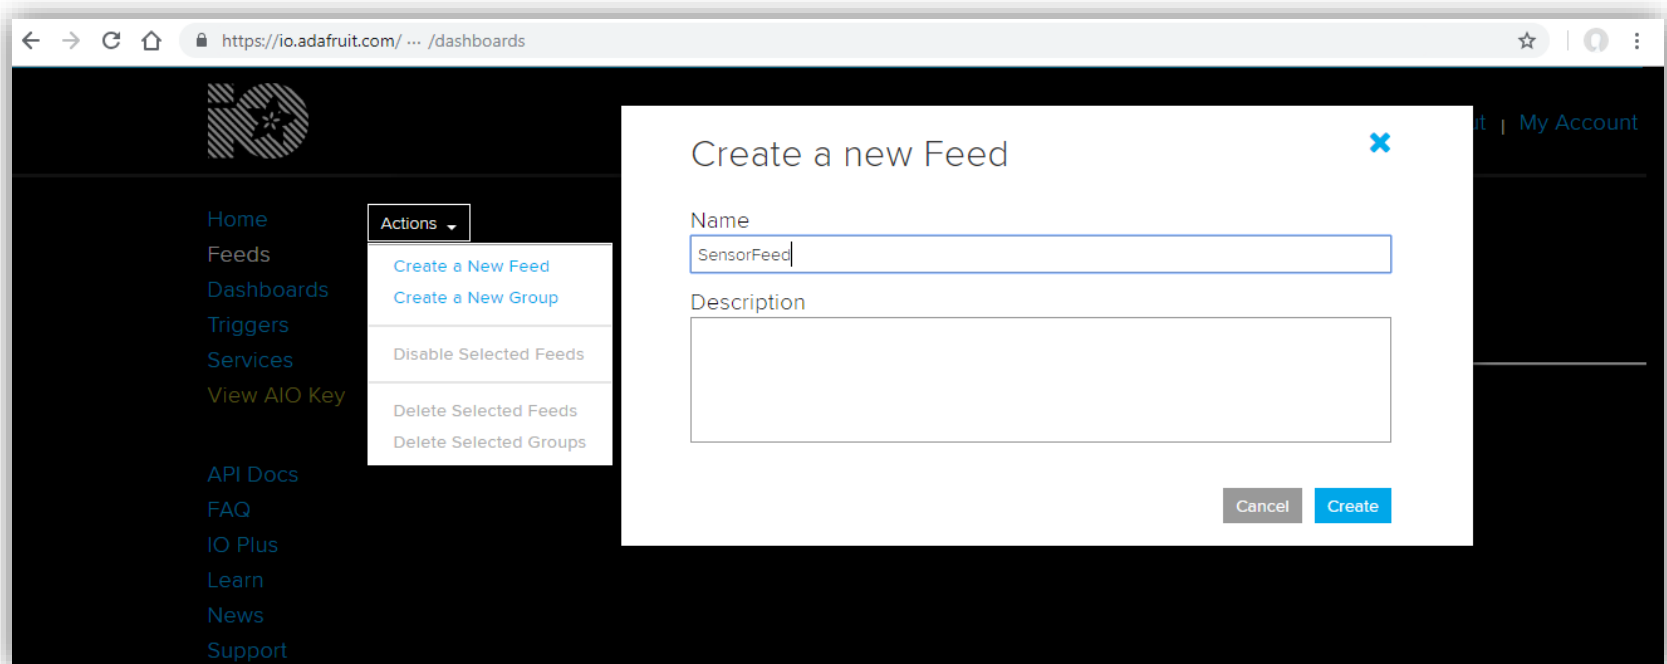 https://io.adafruit.com/ ··· /dashboards
iO
| My Account
Create a new Feed
Name
SensorFeed
Description
Cancel
Create
Home
Feeds
Dashboards
Triggers
Services
View AIO Key
API Docs
FAQ
IO Plus
Learn
News
Support
Actions
Create a New Feed
Create a New Group
Disable Selected Feeds
Delete Selected Feeds
Delete Selected Groups